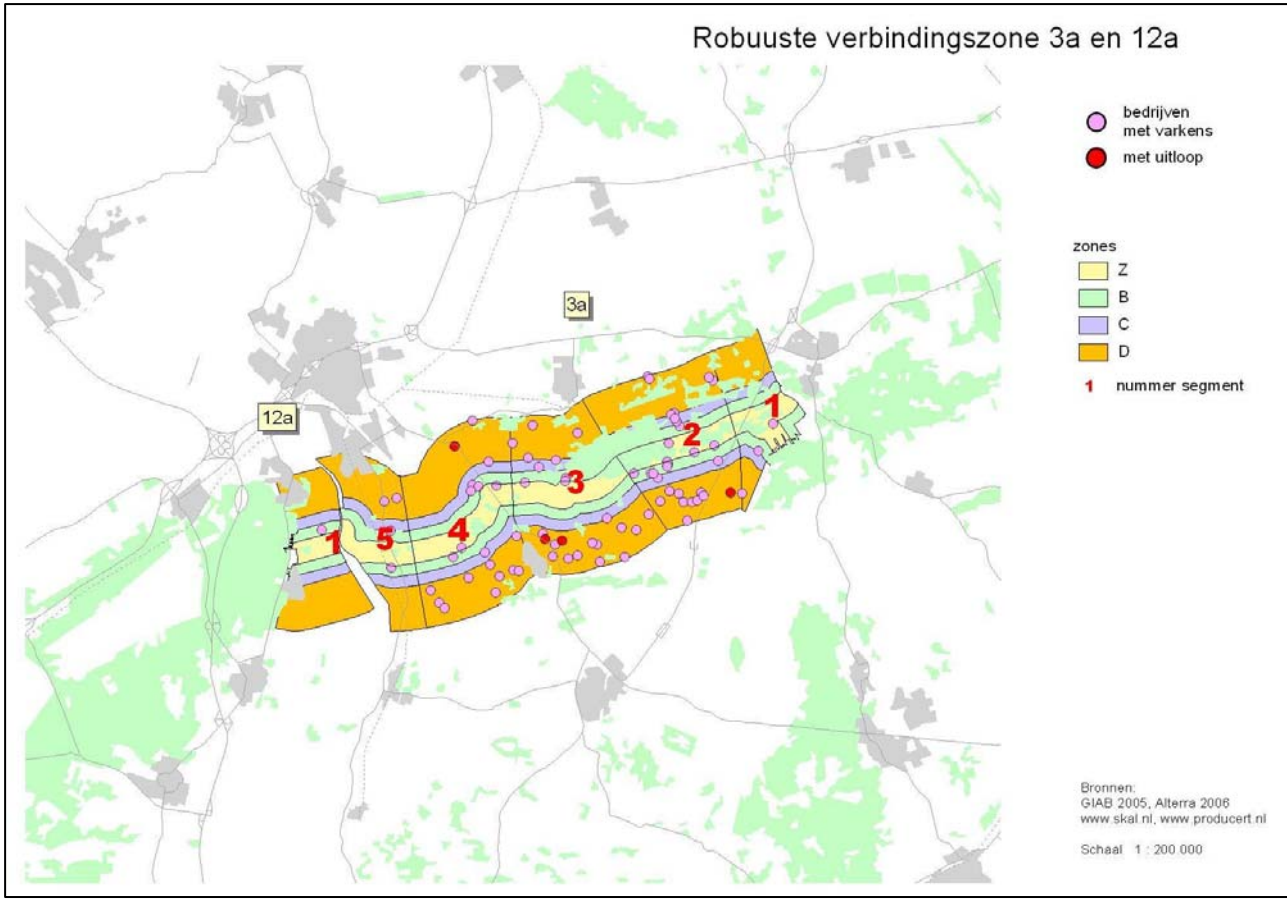 Robuuste verbindingszone 3a en 12a
bedrijven
met varkens
met uitloop
zones
Z
B
C
D
1 nummer segment
3a
12a
1
2
3
4
5
1
Bronnen:
GIAB 2005, Alterra 2006
www.skal.nl, www.producert.nl
Schaal 1 : 200.000